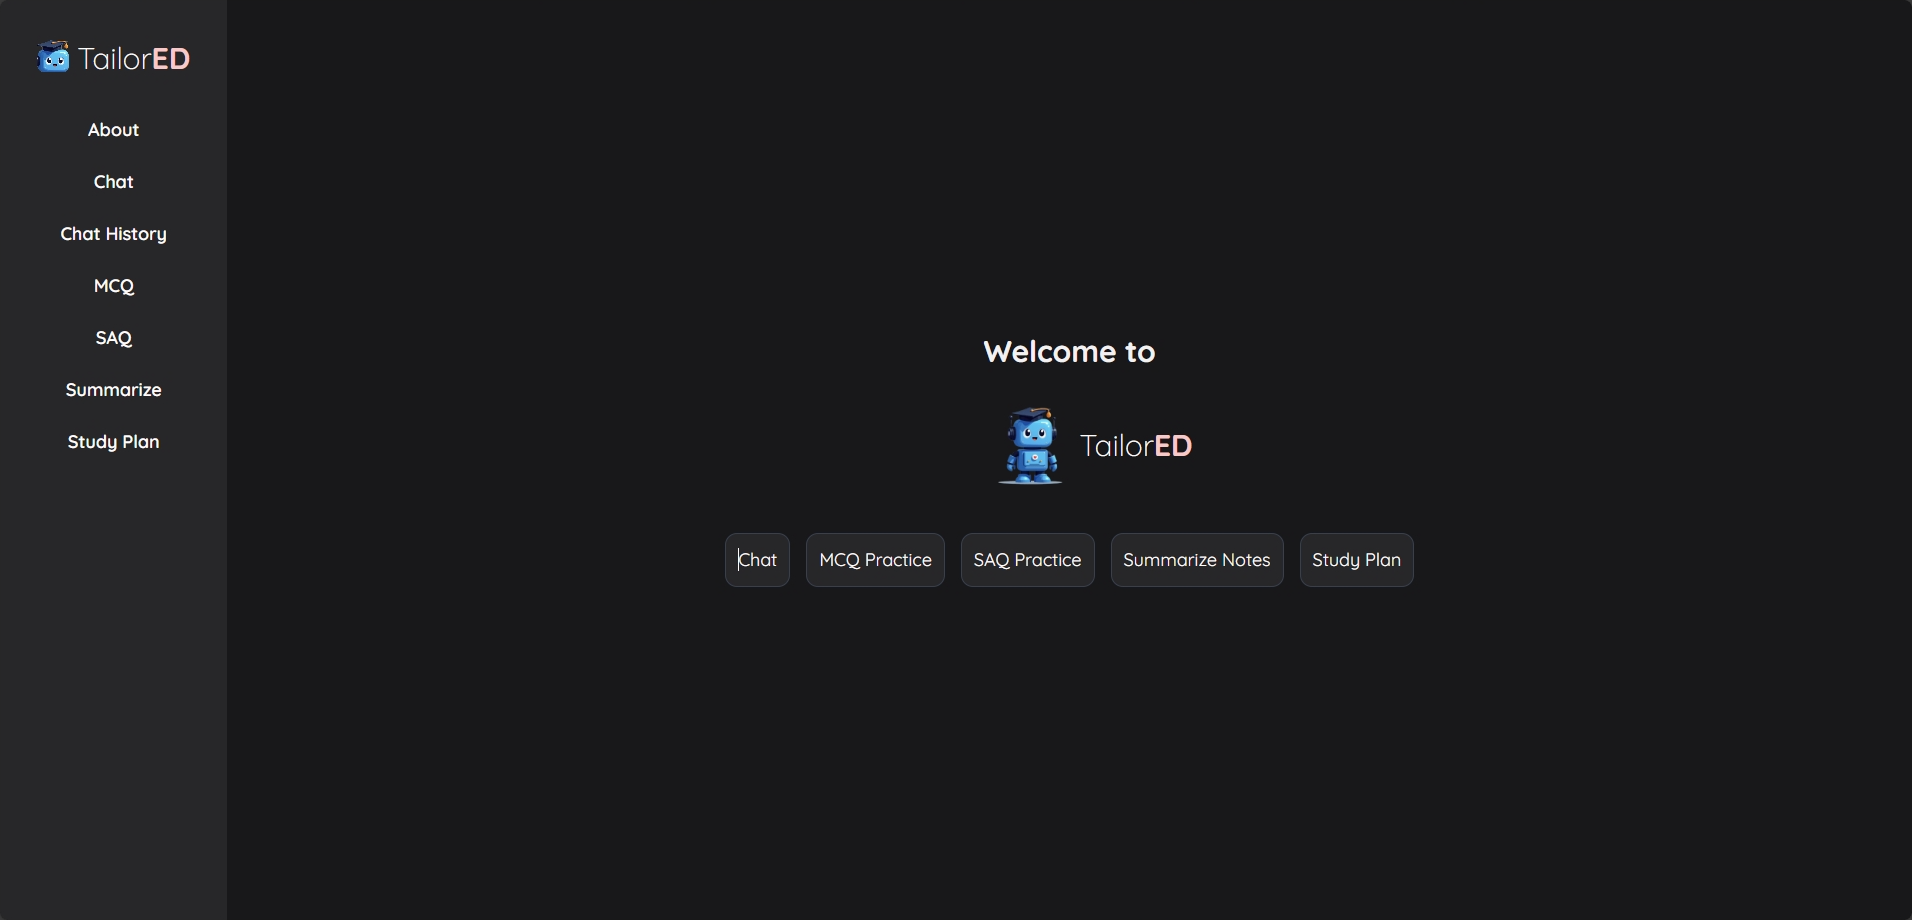 TailorED
About
Chat
Chat History
MCQ
SAQ
Summarize
Study Plan
Welcome to
TailorED
Chat
MCQ Practice
SAQ Practice
Summarize Notes
Study Plan